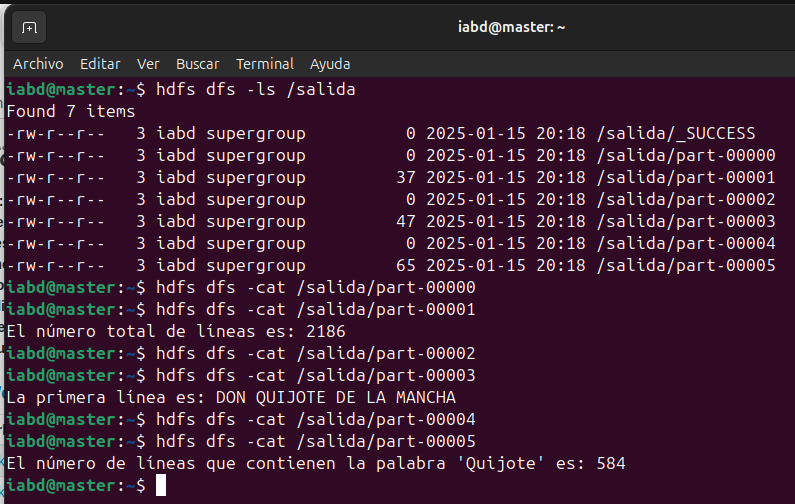 iabd@master: ~
Archivo Editar Ver Buscar Terminal Ayuda
iabd@master:~$ hdfs dfs -ls /salida
Found 7 items
-rw-r--r--   3 iabd supergroup          0 2025-01-15 20:18 /salida/_SUCCESS
-rw-r--r--   3 iabd supergroup          0 2025-01-15 20:18 /salida/part-00000
-rw-r--r--   3 iabd supergroup         37 2025-01-15 20:18 /salida/part-00001
-rw-r--r--   3 iabd supergroup          0 2025-01-15 20:18 /salida/part-00002
-rw-r--r--   3 iabd supergroup         47 2025-01-15 20:18 /salida/part-00003
-rw-r--r--   3 iabd supergroup          0 2025-01-15 20:18 /salida/part-00004
-rw-r--r--   3 iabd supergroup         65 2025-01-15 20:18 /salida/part-00005
iabd@master:~$ hdfs dfs -cat /salida/part-00000
iabd@master:~$ hdfs dfs -cat /salida/part-00001
El número total de líneas es: 2186
iabd@master:~$ hdfs dfs -cat /salida/part-00002
iabd@master:~$ hdfs dfs -cat /salida/part-00003
La primera línea es: DON QUIJOTE DE LA MANCHA
iabd@master:~$ hdfs dfs -cat /salida/part-00004
iabd@master:~$ hdfs dfs -cat /salida/part-00005
El número de líneas que contienen la palabra 'Quijote' es: 584
iabd@master:~$